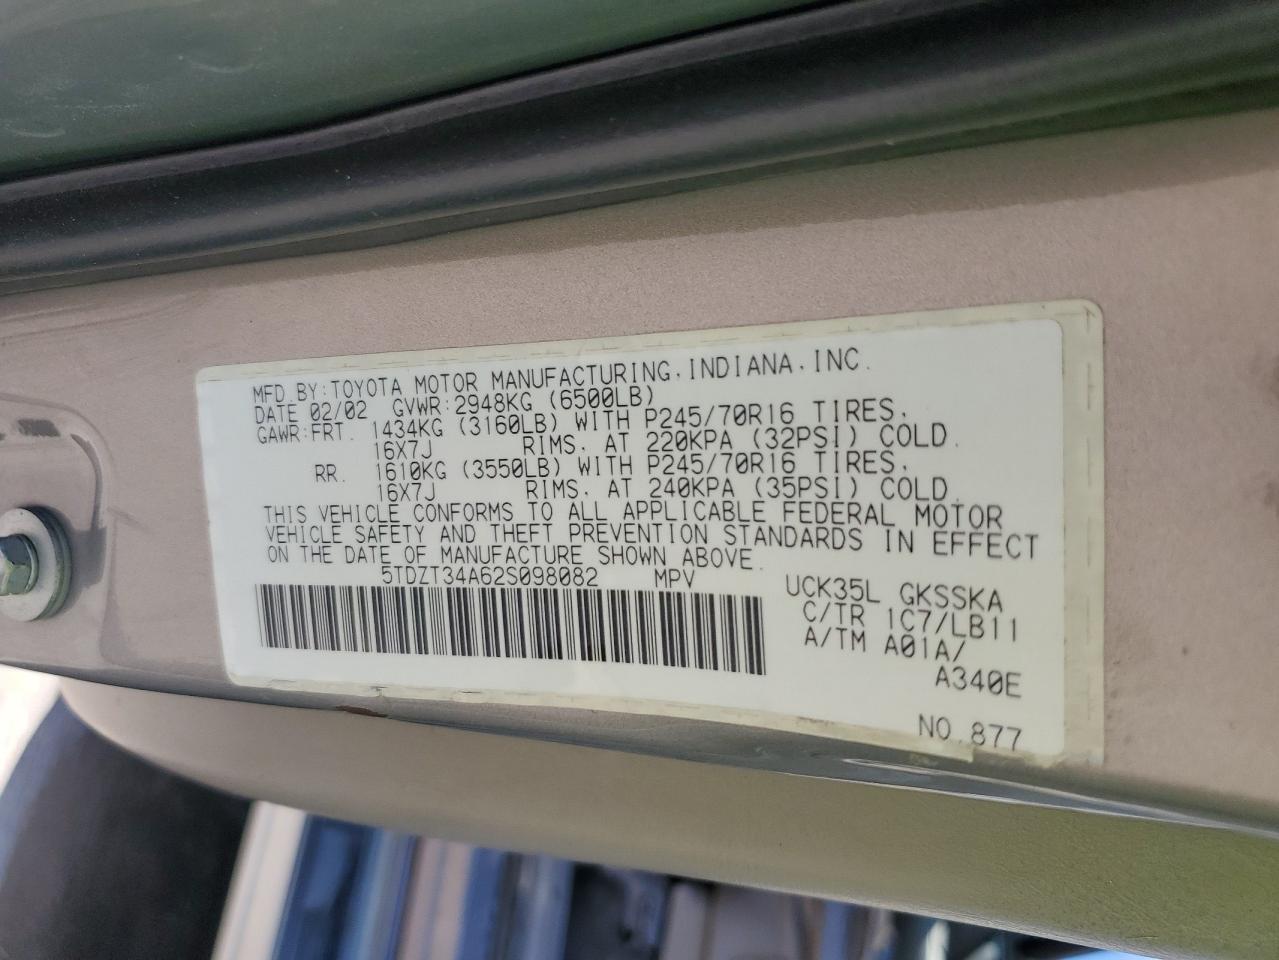 MFD.BY:TOYOTA MOTOR MANUFACTURING.INDIANA.INC.
DATE 02/02 GVWR:2948KG (6500LB)
GAWR:FRT. 1434KG (3160LB) WITH P245/70R16 TIRES.
16X7J RIMS. AT 220KPA (32PSI) COLD.
RR. 1610KG (3550LB) WITH P245/70R16 TIRES.
16X7J RIMS. AT 240KPA (35PSI) COLD.
THIS VEHICLE CONFORMS TO ALL APPLICABLE FEDERAL MOTOR
VEHICLE SAFETY AND THEFT PREVENTION STANDARDS IN EFFECT
ON THE DATE OF MANUFACTURE SHOWN ABOVE.
5TDZT34A62S098082 MPV
UCK35L GKSSKA
C/TR 1C7/LB11
A/TM A01A/
A340E
NO.877